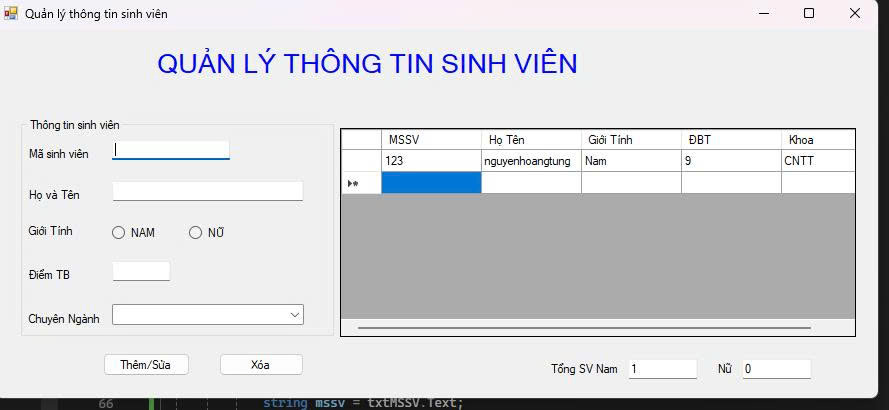 Quản lý thông tin sinh viên
QUẢN LÝ THÔNG TIN SINH VIÊN
Thông tin sinh viên
Mã sinh viên
Họ và Tên
Giới Tính NAM NỮ
Điểm TB
Chuyên Ngành
Thêm/Sửa Xóa
MSSV Họ Tên Giới Tính ĐBT Khoa
123 nguyenhoangtung Nam 9 CNTT
Tổng SV Nam 1 Nữ 0
66 string mssv = txtMSSV.Text;